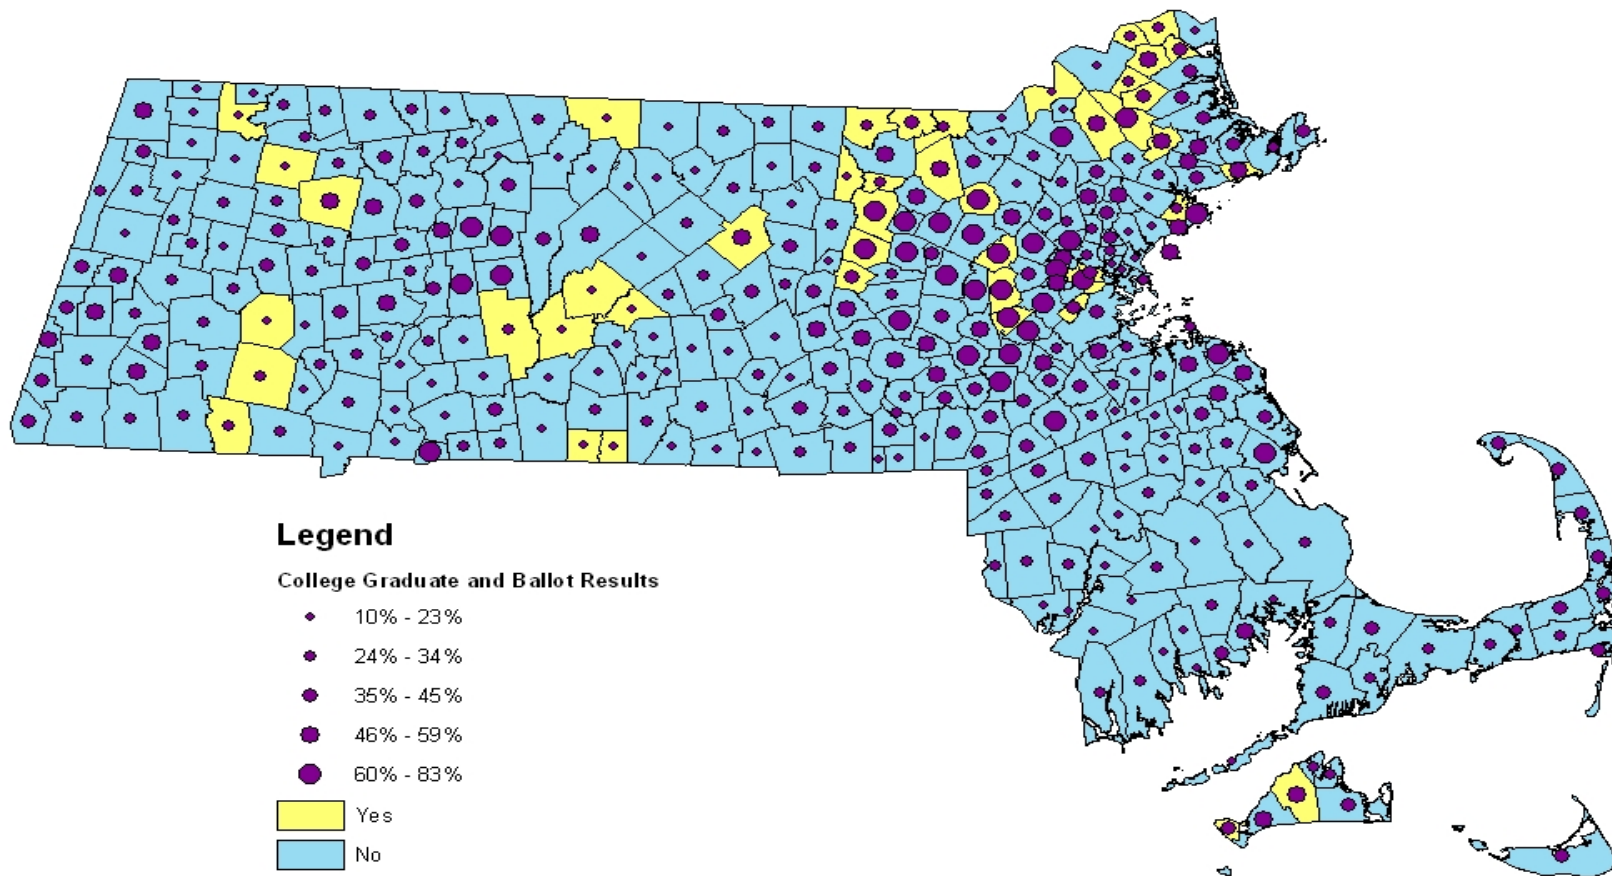 Legend
College Graduate and Ballot Results
10% - 23%
24% - 34%
35% - 45%
46% - 59%
60% - 83%
Yes
No